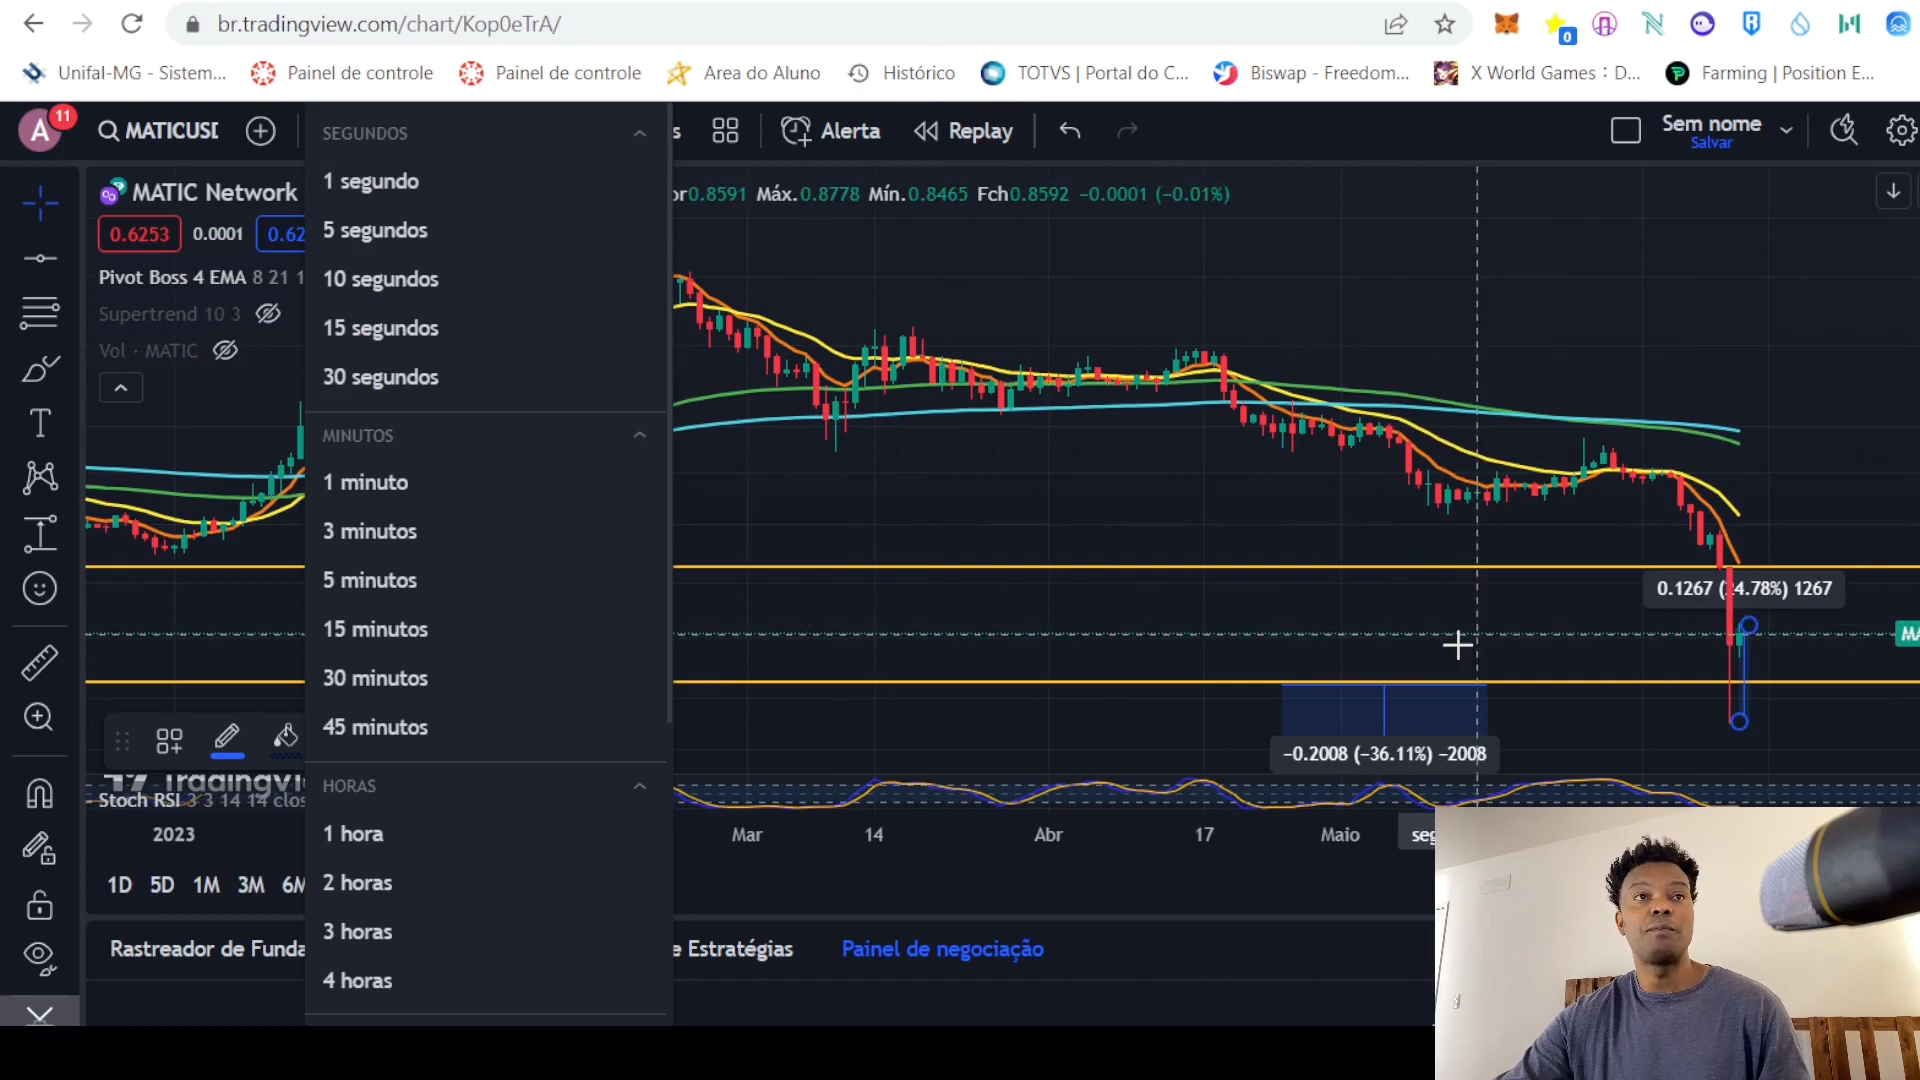 br.tradingview.com/chart/Kop0eTrA/
0
Unifal-MG - Sistem...
Painel de controle
Painel de controle
Area do Aluno
Histórico
TOTVS | Portal do C...
Biswap - Freedom...
X World Games : D...
Farming | Position E...
A
11
MATICUSD
SEGUNDOS
s
Alerta
Replay
Sem nome
Salvar
1 segundo
5 segundos
10 segundos
15 segundos
30 segundos
MATIC Network
or0.8591 Máx.0.8778 Mín.0.8465 Fch0.8592 −0.0001 (−0.01%)
0.6253
0.0001
0.62
Pivot Boss 4 EMA 8 21 1
Supertrend 10 3
Vol · MATIC
MINUTOS
1 minuto
3 minutos
5 minutos
15 minutos
30 minutos
45 minutos
0.1267 (24.78%) 1267
MA
−0.2008 (−36.11%) −2008
TradingVi
Stoch RSI 3 3 14 14 clos
HORAS
1 hora
2 horas
3 horas
4 horas
2023
Mar
14
Abr
17
Maio
seg
1D
5D
1M
3M
6M
Rastreador de Funda
e Estratégias
Painel de negociação